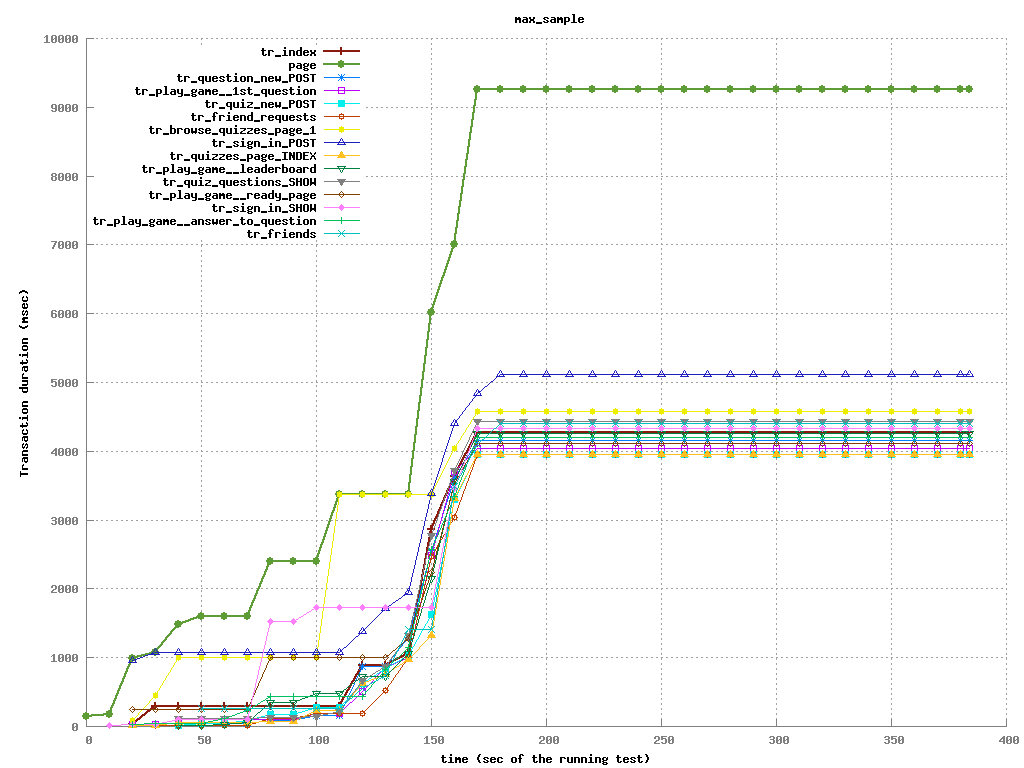 max_sample
10000
9000
8000
7000
6000
5000
4000
3000
2000
1000
0
Transaction duration (msec)
tr_index
page
tr_question_new_POST
tr_play_game__1st_question
tr_quiz_new_POST
tr_friend_requests
tr_browse_quizzes_page_1
tr_sign_in_POST
tr_quizzes_page_INDEX
tr_play_game__leaderboard
tr_quiz_questions_SHOW
tr_play_game__ready_page
tr_sign_in_SHOW
tr_play_game__answer_to_question
tr_friends
0 50 100 150 200 250 300 350 400
time (sec of the running test)